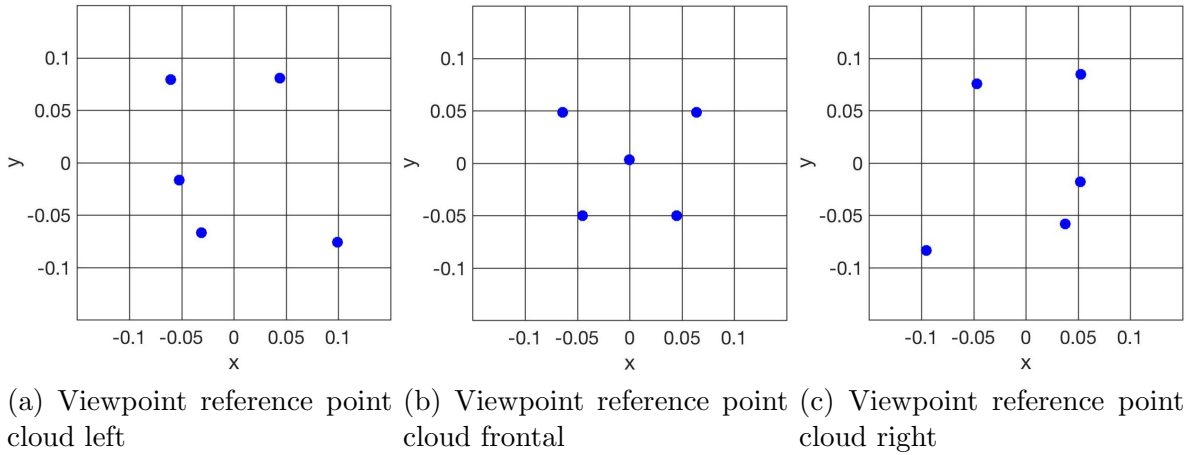 0.1
0.05
0
-0.05
-0.1
y
-0.1 -0.05 0 0.05 0.1
x
(a) Viewpoint reference point
cloud left
0.1
0.05
0
-0.05
-0.1
y
-0.1 -0.05 0 0.05 0.1
x
(b) Viewpoint reference point
cloud frontal
0.1
0.05
0
-0.05
-0.1
y
-0.1 -0.05 0 0.05 0.1
x
(c) Viewpoint reference point
cloud right